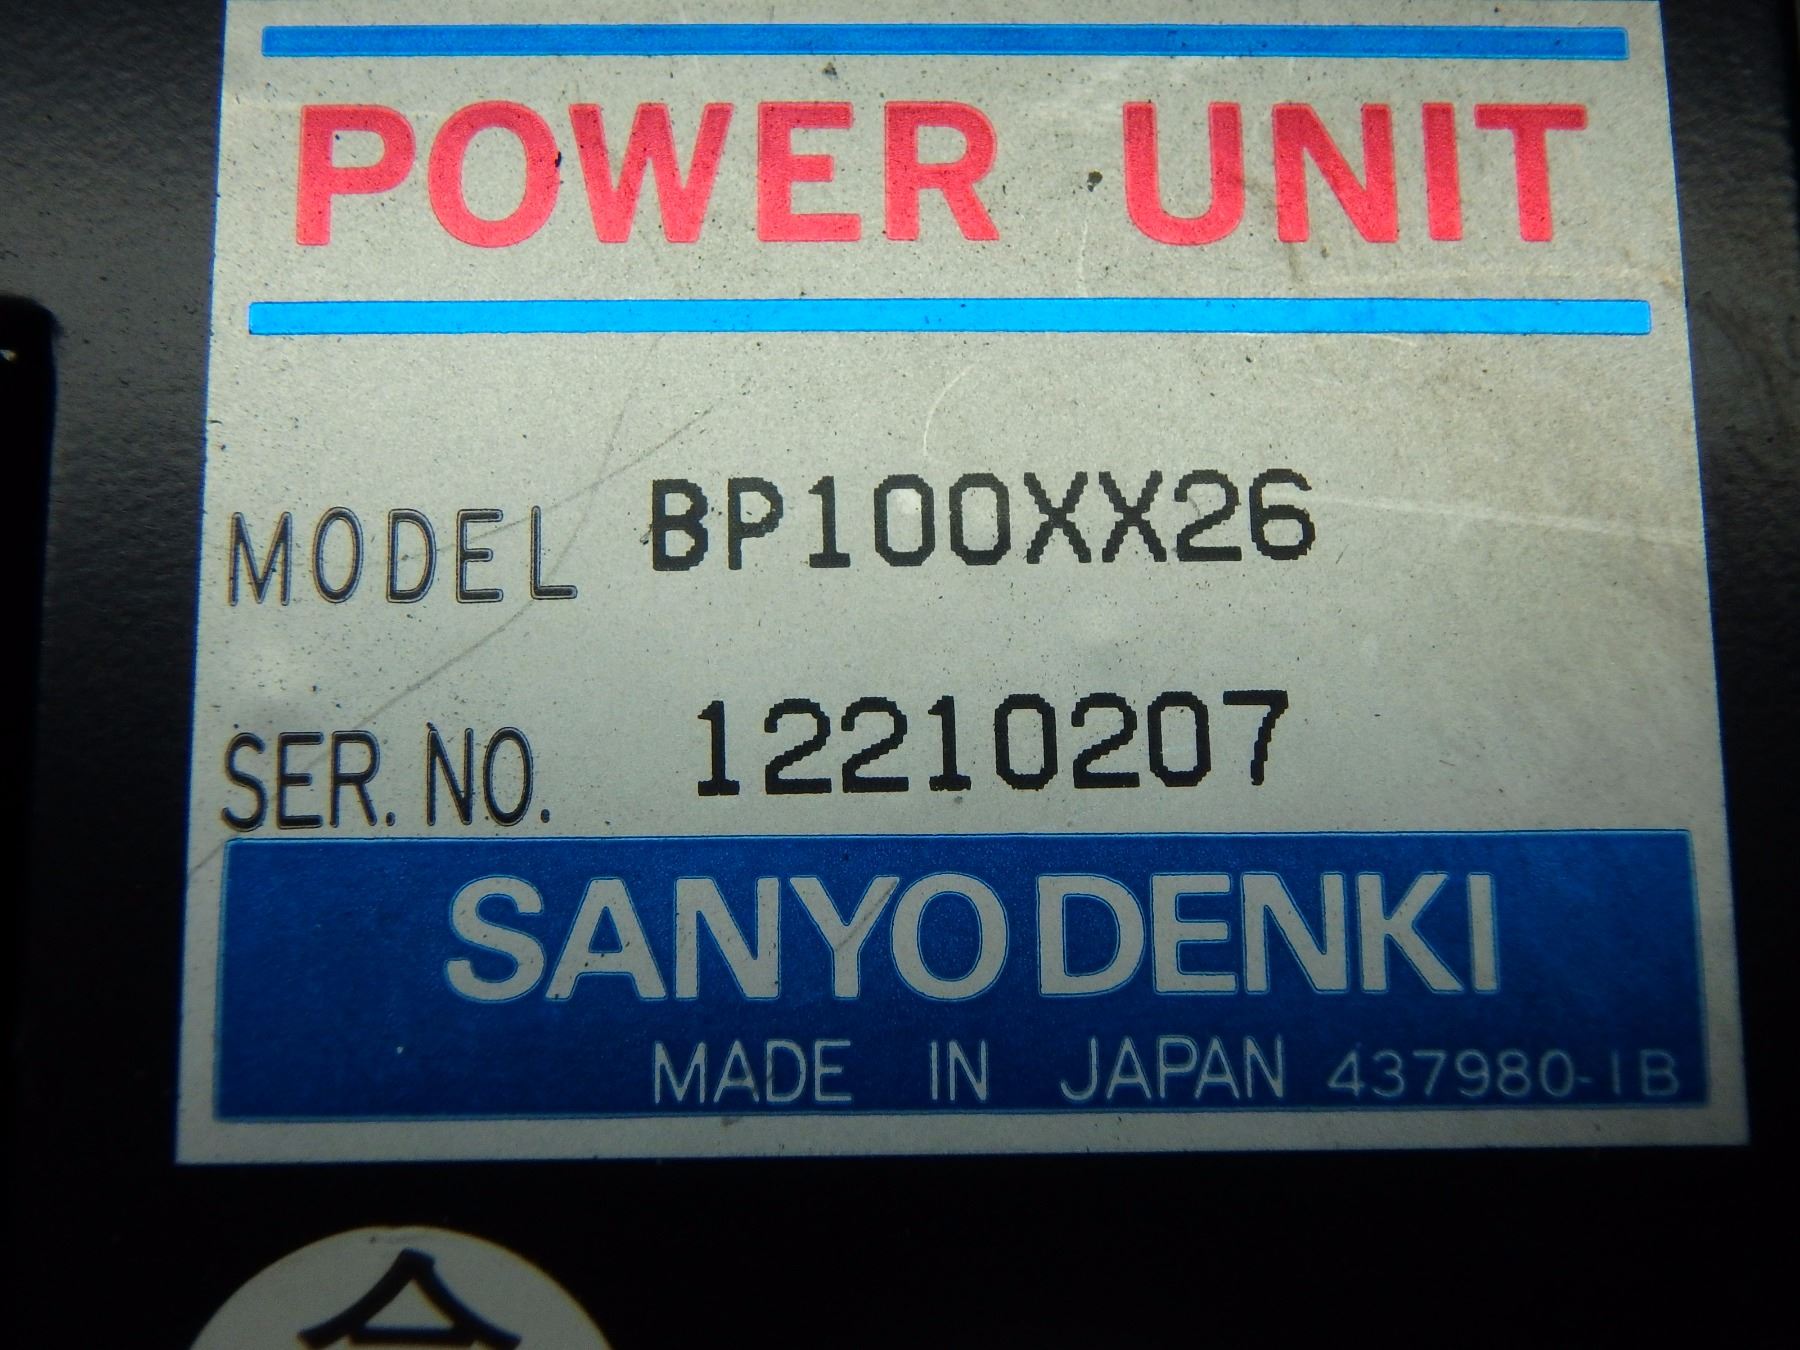 POWER UNIT
MODEL BP100XX26
SER. NO. 12210207
SANYO DENKI
MADE IN JAPAN 437980-1B